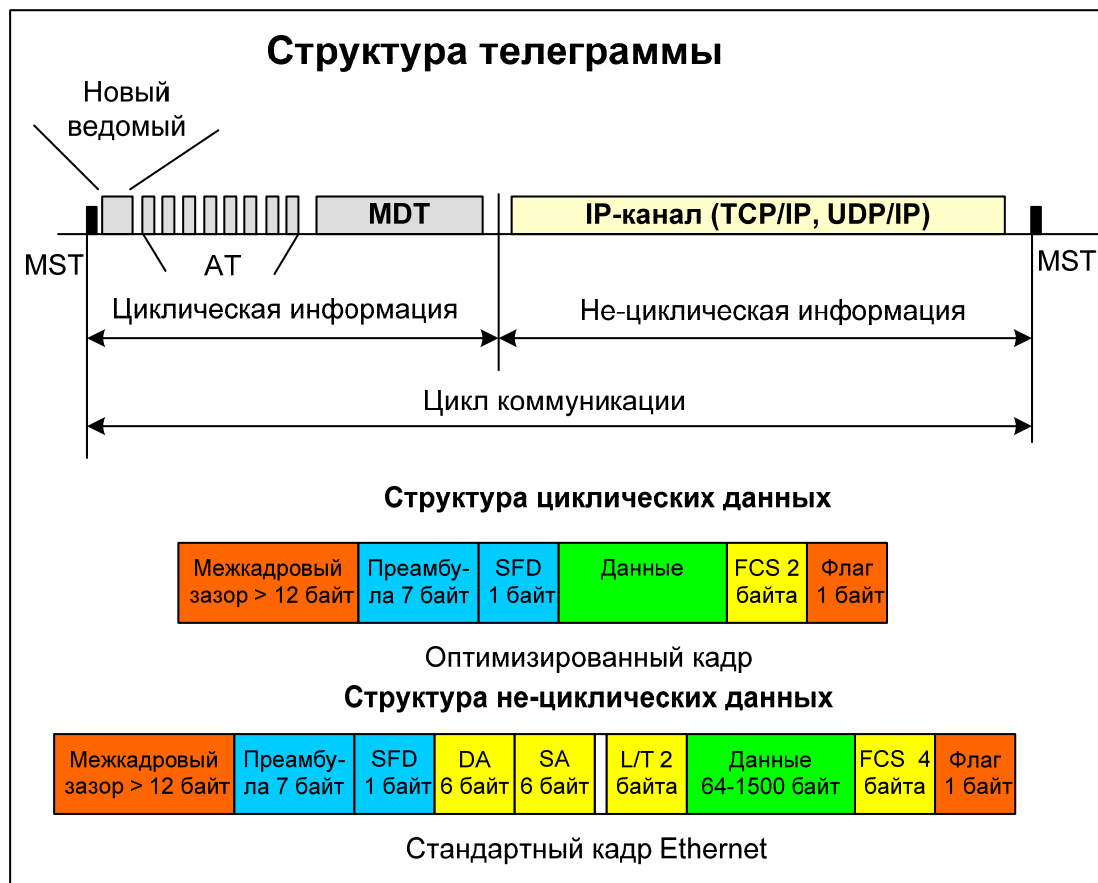 Структура телеграммы
Новый
ведомый
MDT
IP-канал (TCP/IP, UDP/IP)
MST
AT
MST
Циклическая информация
Не-циклическая информация
Цикл коммуникации
Структура циклических данных
Межкадровый
зазор > 12 байт
Преамбу-
ла 7 байт
SFD
1 байт
Данные
FCS 2
байта
Флаг
1 байт
Оптимизированный кадр
Структура не-циклических данных
Межкадровый
зазор > 12 байт
Преамбу-
ла 7 байт
SFD
1 байт
DA
6 байт
SA
6 байт
L/T 2
байта
Данные
64-1500 байт
FCS 4
байта
Флаг
1 байт
Стандартный кадр Ethernet